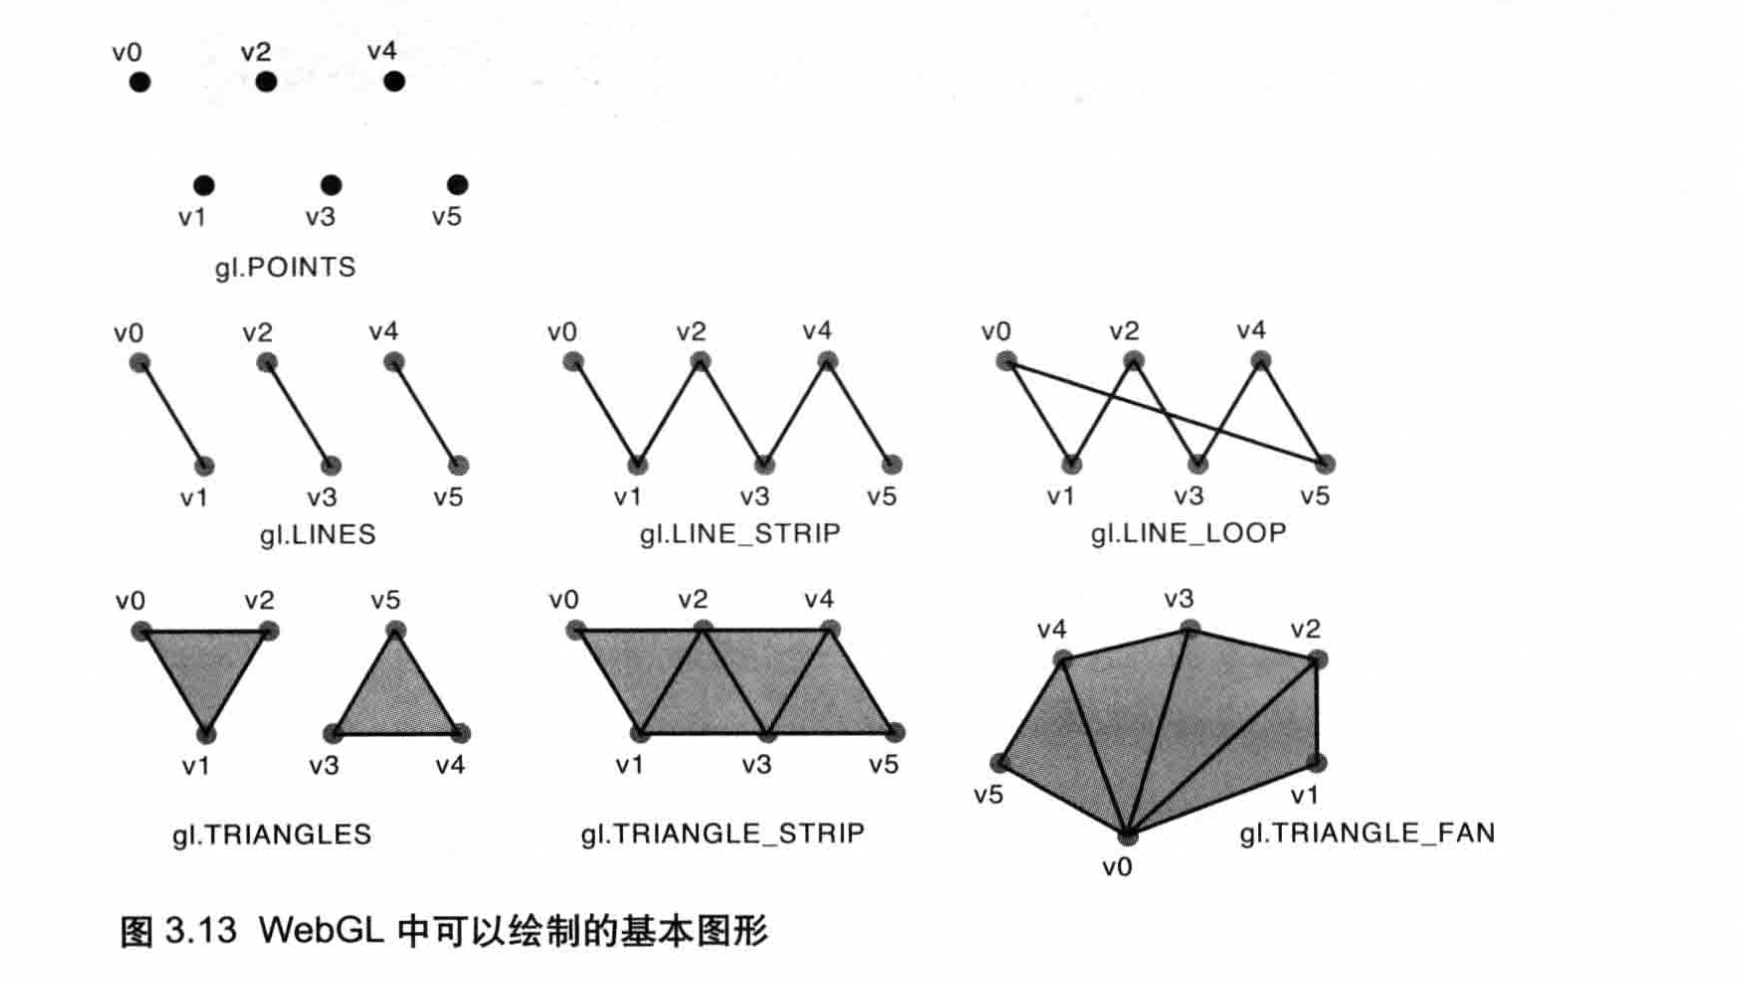 v0 v2 v4
v1 v3 v5
gl.POINTS
v0 v2 v4 v0 v2 v4 v0 v2 v4
v1 v3 v5 v1 v3 v5 v1 v3 v5
gl.LINES gl.LINE_STRIP gl.LINE_LOOP
v0 v2 v5 v0 v2 v4 v3
v4 v2
v1 v3 v4 v1 v3 v5 v5 v1
gl.TRIANGLES gl.TRIANGLE_STRIP gl.TRIANGLE_FAN
v0
图 3.13 WebGL 中可以绘制的基本图形